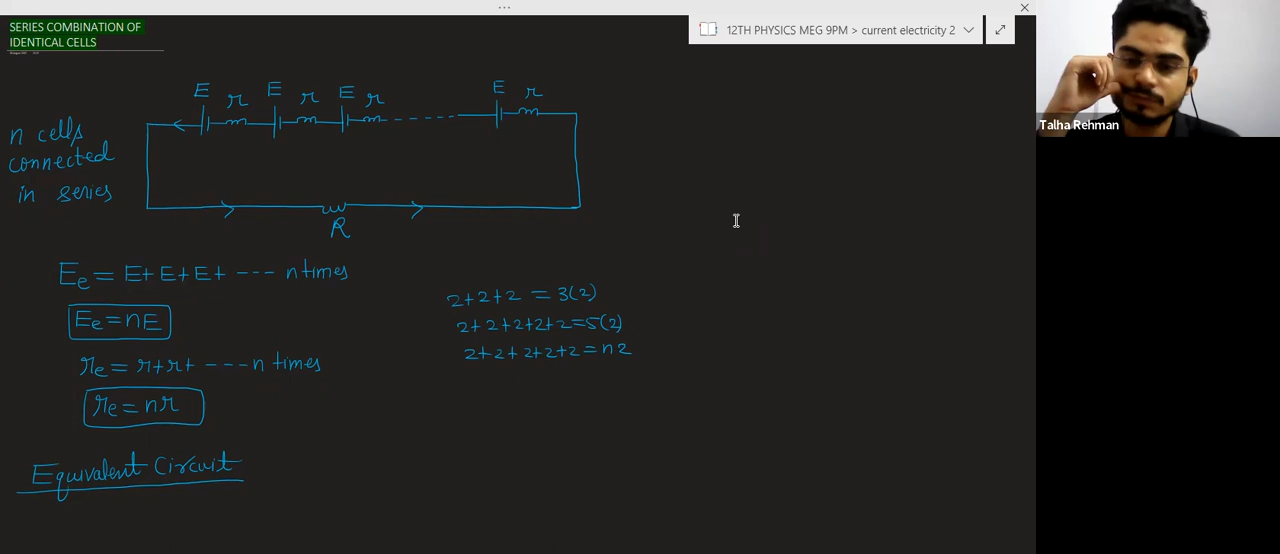 SERIES COMBINATION OF
IDENTICAL CELLS
12TH PHYSICS MEG 9PM > current electricity 2
Talha Rehman
E r E r E r E r
n cells
connected
in series
R
Ee = E + E + E + ---- n times
Ee = nE
re = r + r + ---- n times
re = nr
2+2+2 = 3(2)
2+2+2+2+2 = 5(2)
2+2+2+2+2 = n2
Equivalent Circuit